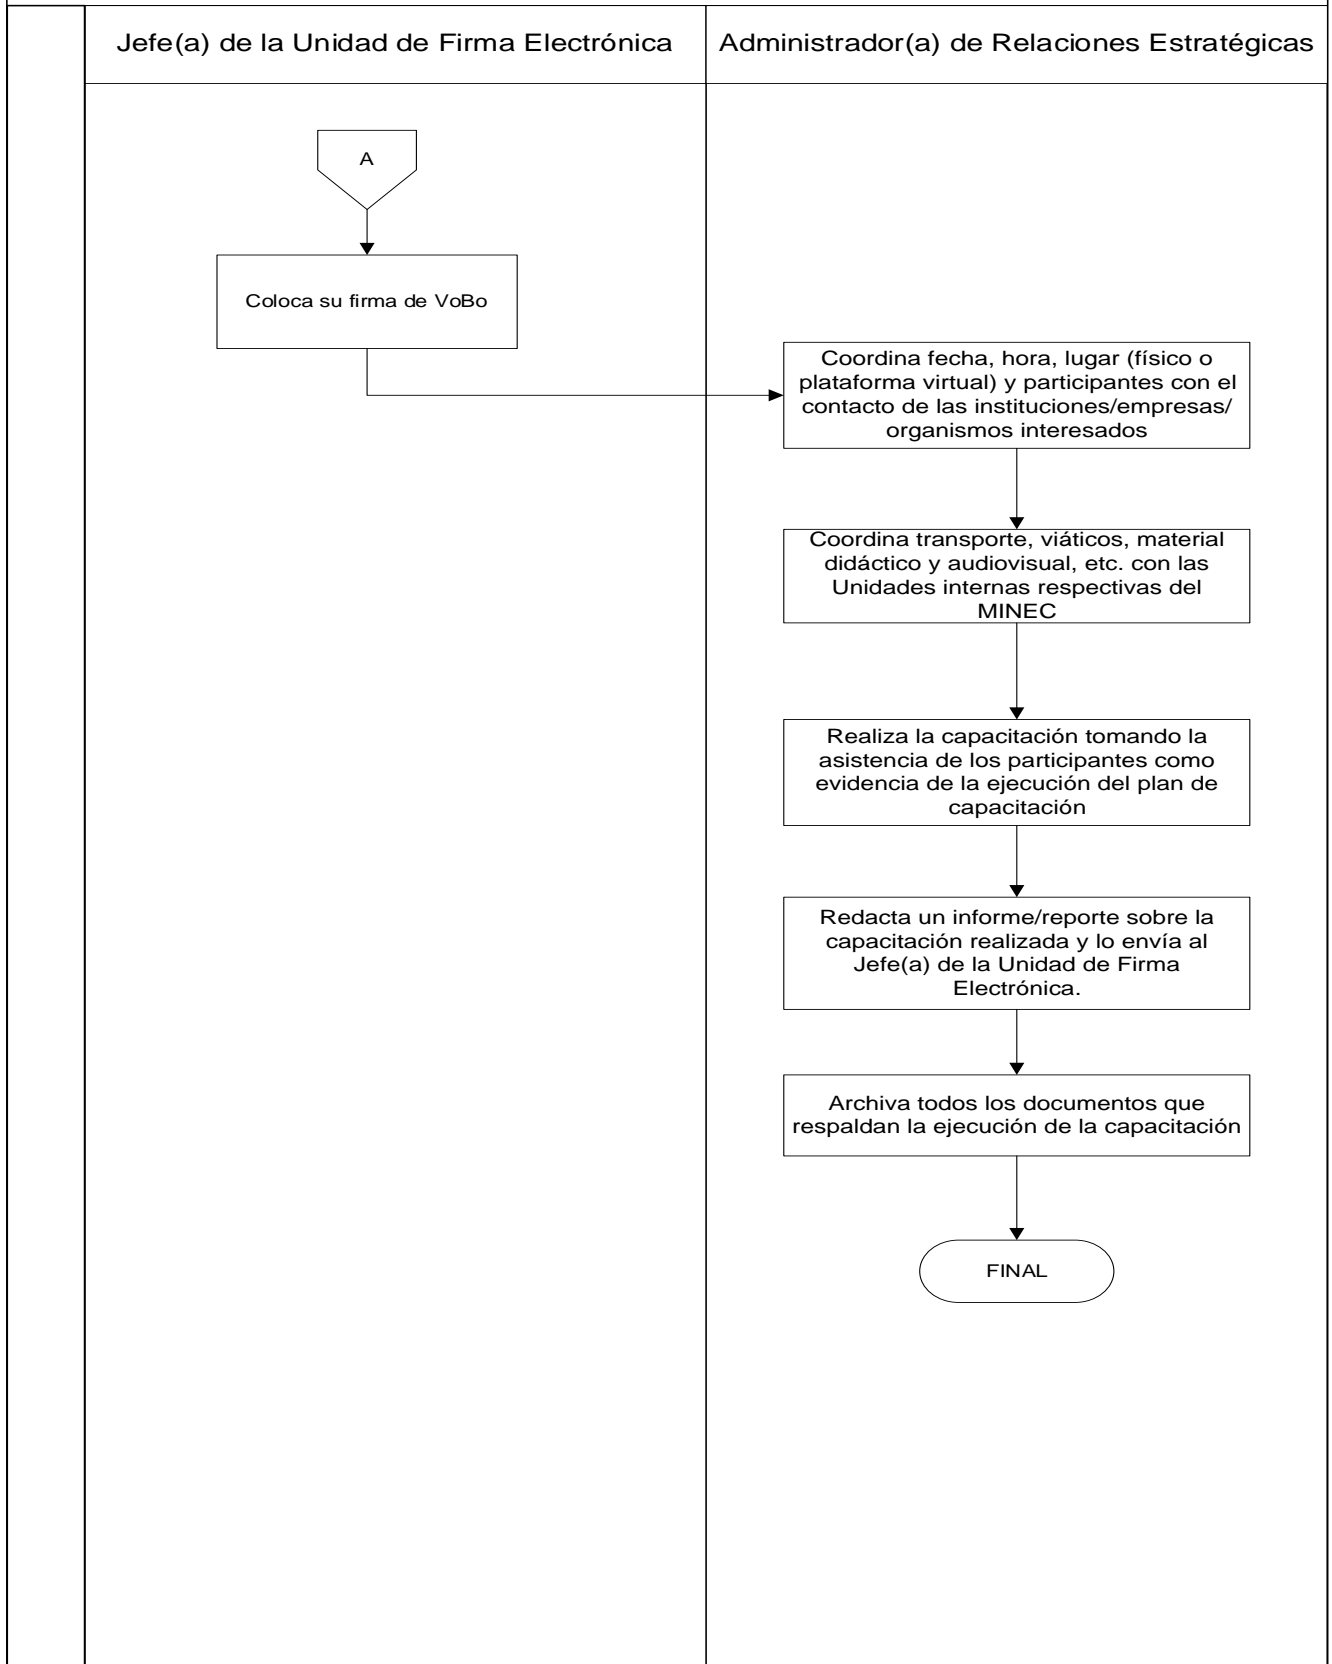 Jefe(a) de la Unidad de Firma Electrónica
Administrador(a) de Relaciones Estratégicas
A
Coloca su firma de VoBo
Coordina fecha, hora, lugar (físico o
plataforma virtual) y participantes con el
contacto de las instituciones/empresas/
organismos interesados
Coordina transporte, viáticos, material
didáctico y audiovisual, etc. con las
Unidades internas respectivas del
MINEC
Realiza la capacitación tomando la
asistencia de los participantes como
evidencia de la ejecución del plan de
capacitación
Redacta un informe/reporte sobre la
capacitación realizada y lo envía al
Jefe(a) de la Unidad de Firma
Electrónica.
Archiva todos los documentos que
respaldan la ejecución de la capacitación
FINAL